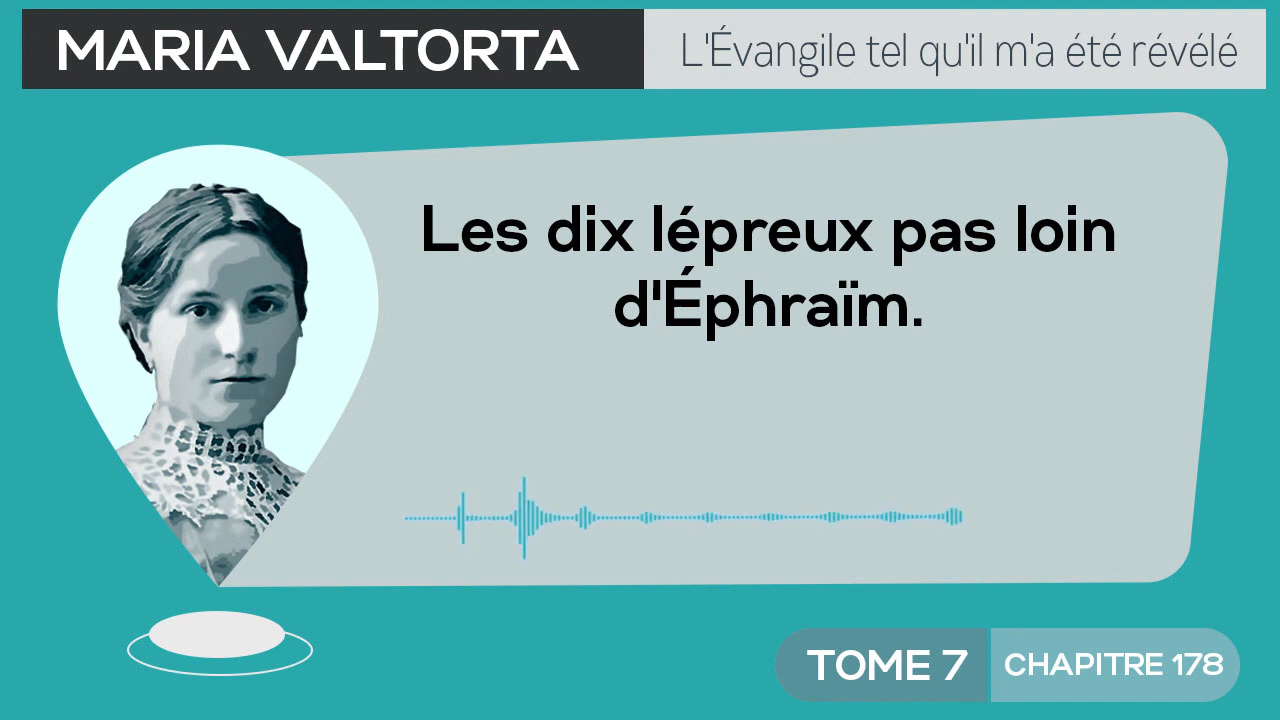 MARIA VALTORTA
L'Évangile tel qu'il m'a été révélé
Les dix lépreux pas loin
d'Éphraïm.
TOME 7
CHAPITRE 178